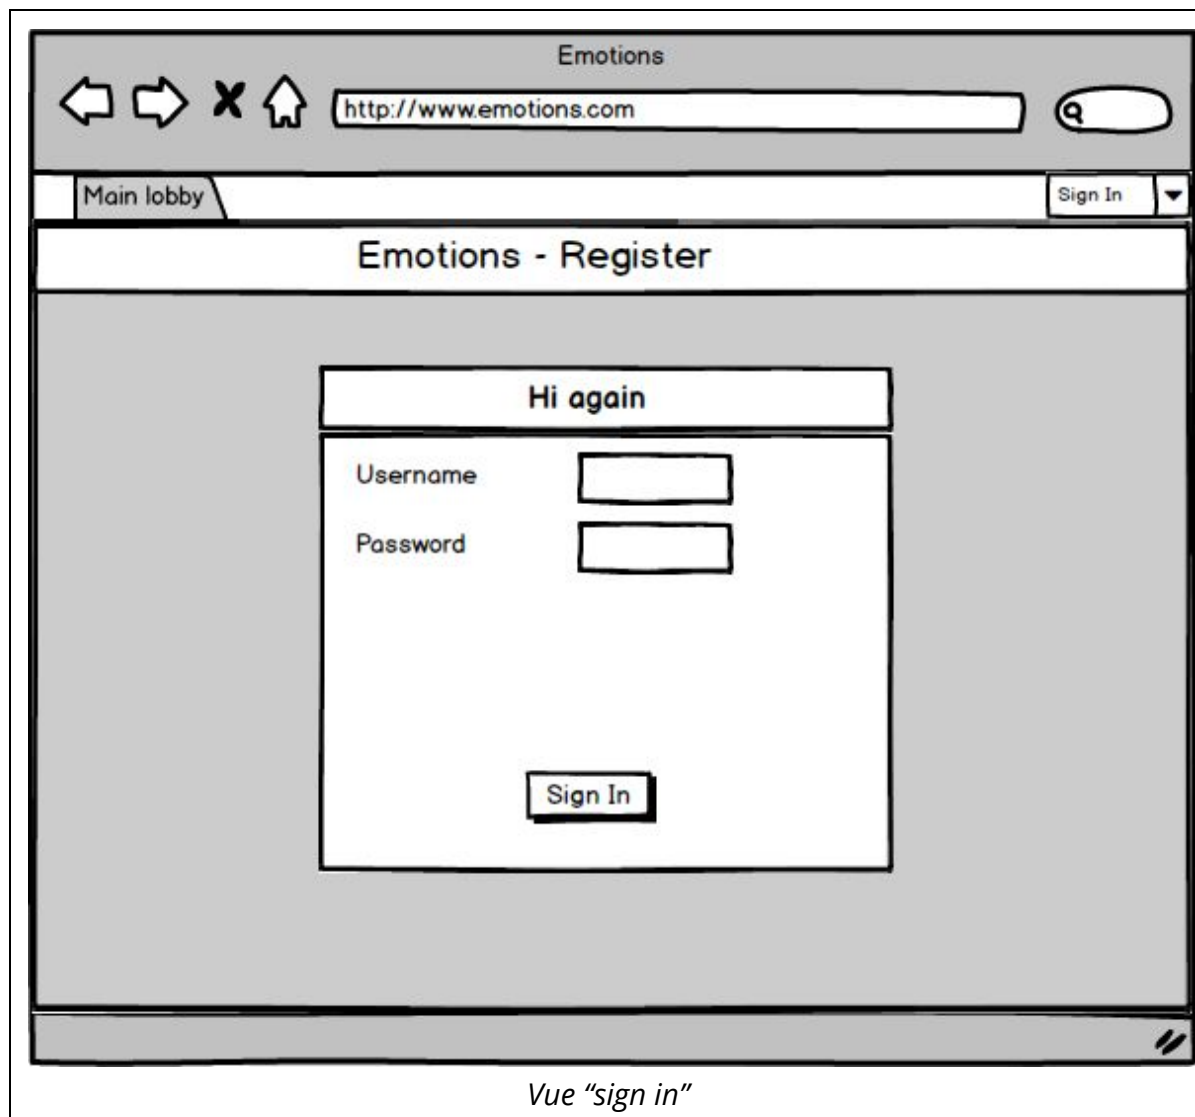 Emotions
http://www.emotions.com
Main lobby
Sign In
Emotions - Register
Hi again
Username
Password
Sign In
Vue “sign in”